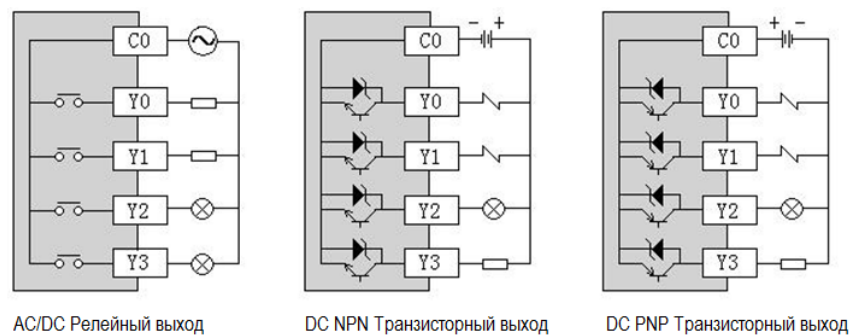 C0
Y0
Y1
Y2
Y3
AC/DC Релейный выход
- +
C0
Y0
Y1
Y2
Y3
DC NPN Транзисторный выход
+ -
C0
Y0
Y1
Y2
Y3
DC PNP Транзисторный выход